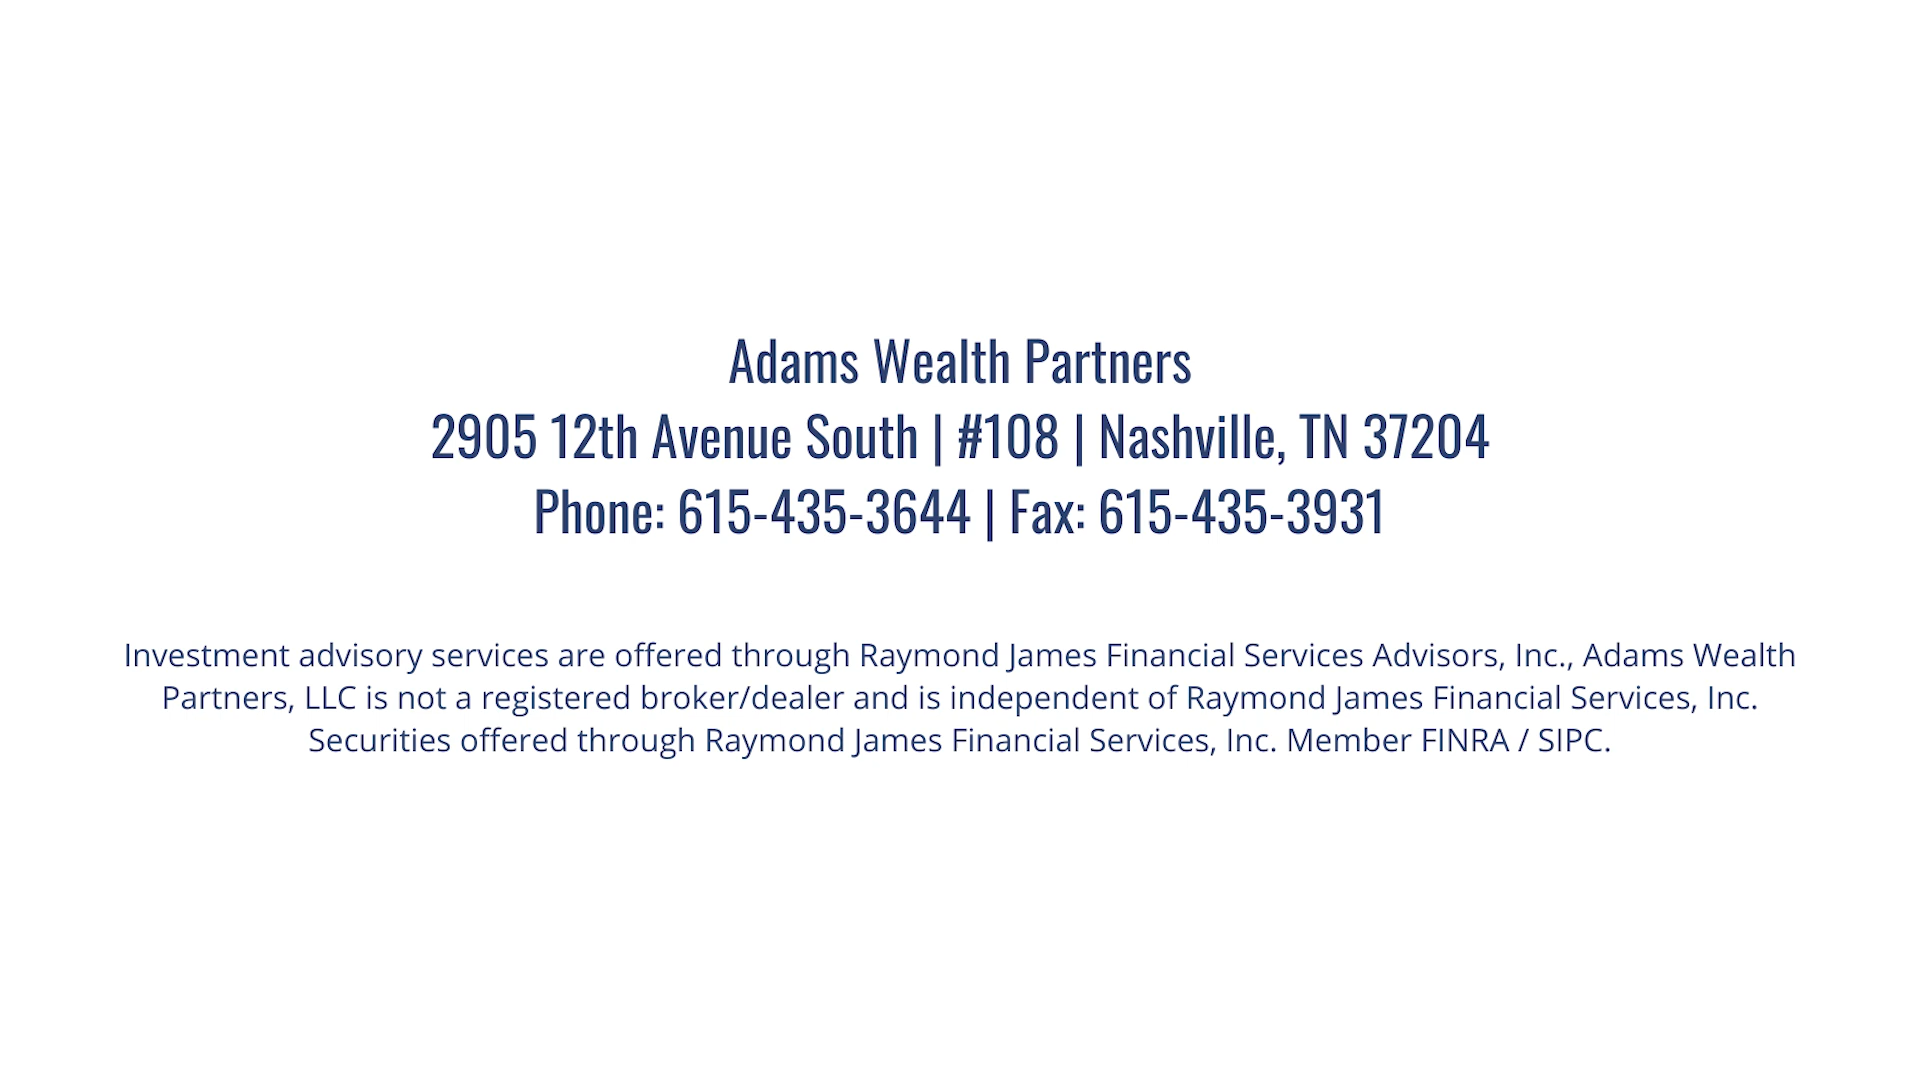 Adams Wealth Partners
2905 12th Avenue South | #108 | Nashville, TN 37204
Phone: 615-435-3644 | Fax: 615-435-3931
Investment advisory services are offered through Raymond James Financial Services Advisors, Inc., Adams Wealth
Partners, LLC is not a registered broker/dealer and is independent of Raymond James Financial Services, Inc.
Securities offered through Raymond James Financial Services, Inc. Member FINRA / SIPC.